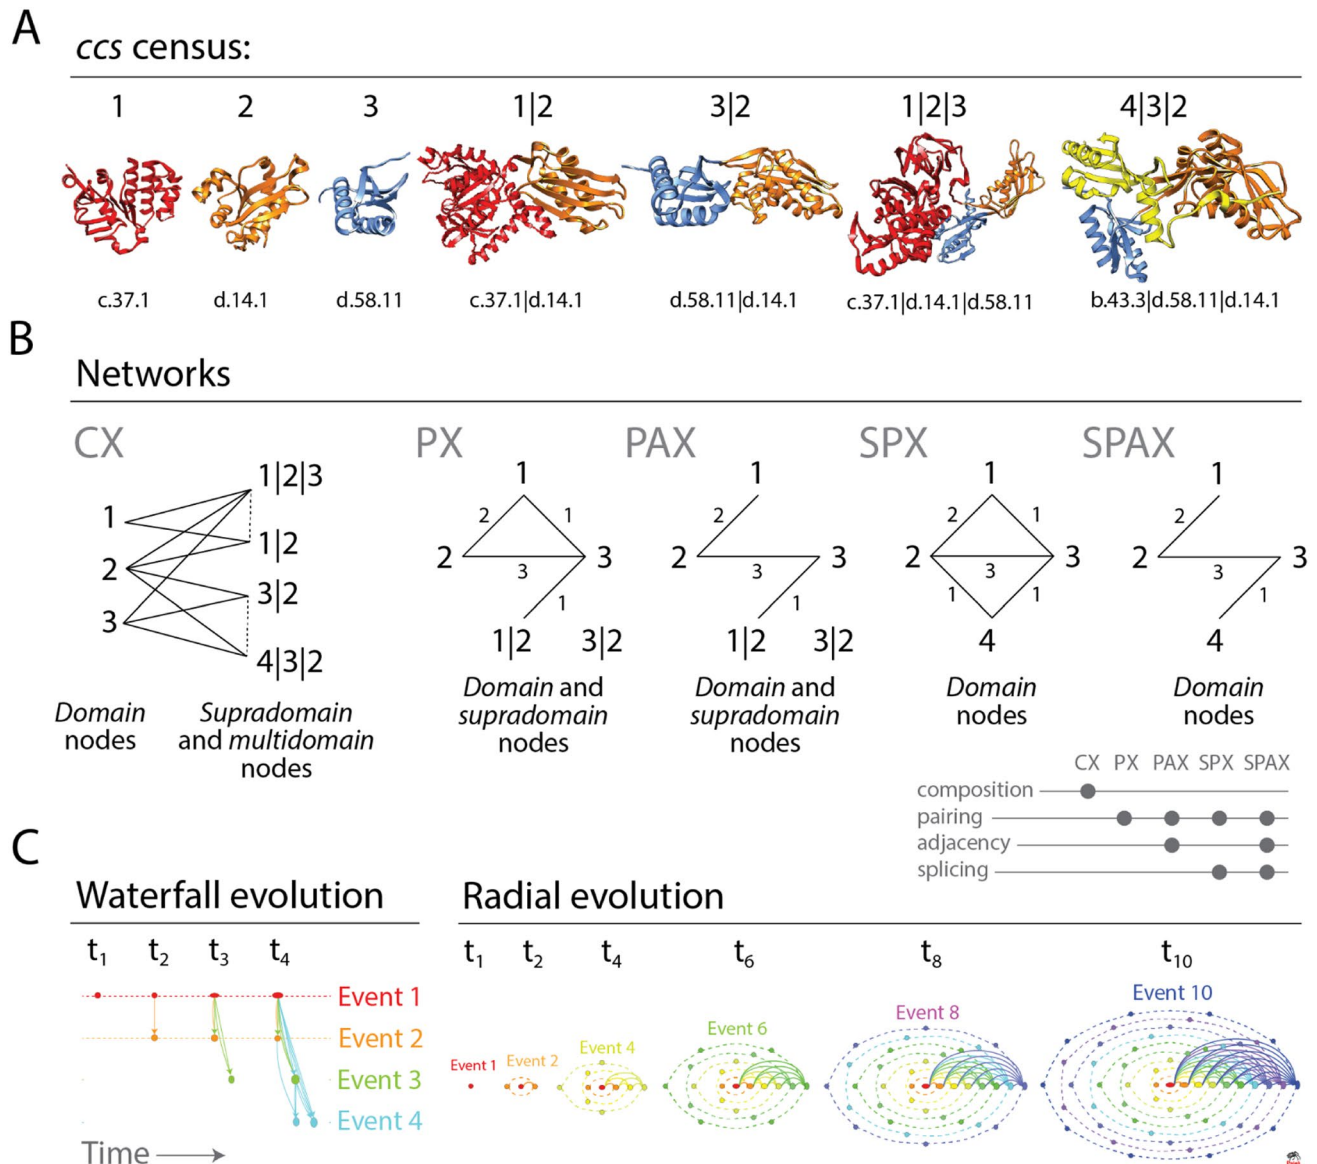 A
ccs census:
1 2 3 1|2 3|2 1|2|3 4|3|2
c.37.1 d.14.1 d.58.11 c.37.1|d.14.1 d.58.11|d.14.1 c.37.1|d.14.1|d.58.11 b.43.3|d.58.11|d.14.1
B
Networks
CX
1
2
3
1|2|3
1|2
3|2
4|3|2
Domain
nodes
Supradomain
and multidomain
nodes
PX
1
2 1
2 3
3
1
1|2 3|2
Domain and
supradomain
nodes
PAX
1
2
2 3
3
1
1|2 3|2
Domain and
supradomain
nodes
SPX
1
2 1
2 3
3
1 1
4
Domain
nodes
SPAX
1
2
2 3
3
1
4
Domain
nodes
CX PX PAX SPX SPAX
composition
pairing
adjacency
splicing
C
Waterfall evolution
t1 t2 t3 t4
Event 1
Event 2
Event 3
Event 4
Time
Radial evolution
t1 t2 t4 t6 t8 t10
Event 1
Event 2
Event 4
Event 6
Event 8
Event 10